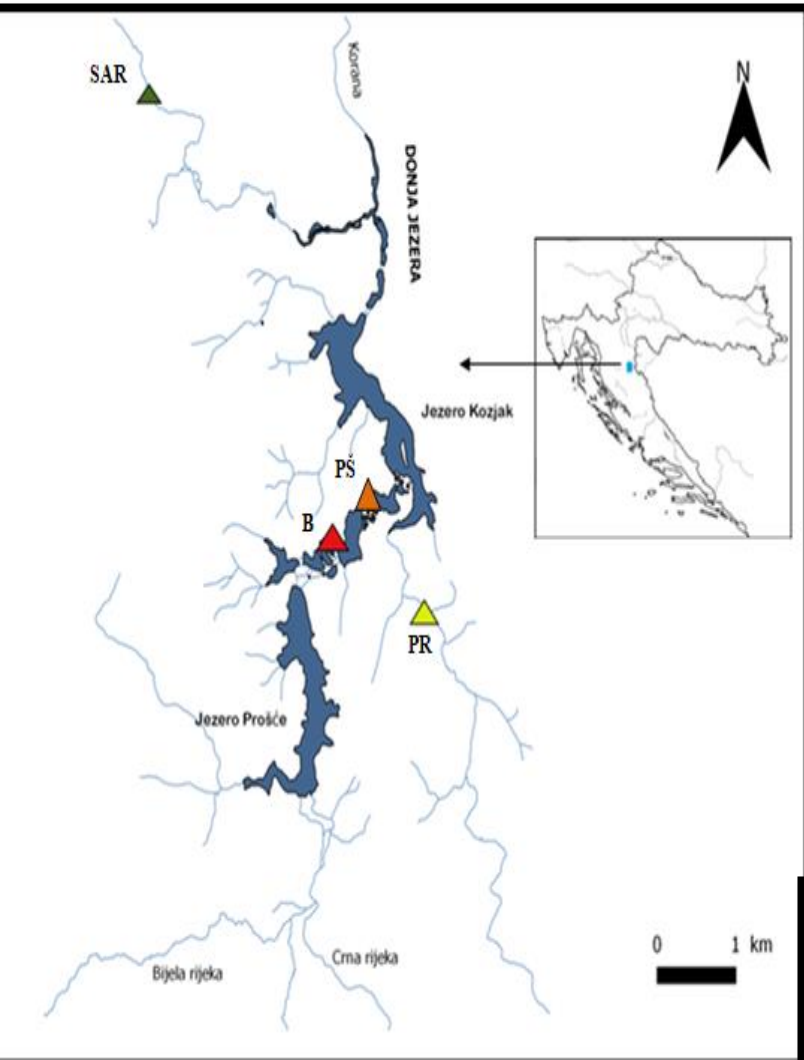 SAR
Korana
N
DONJA JEZERA
Jezero Kozjak
PŠ
B
PR
Jezero Prošće
Bijela rijeka
Crna rijeka
0 1 km